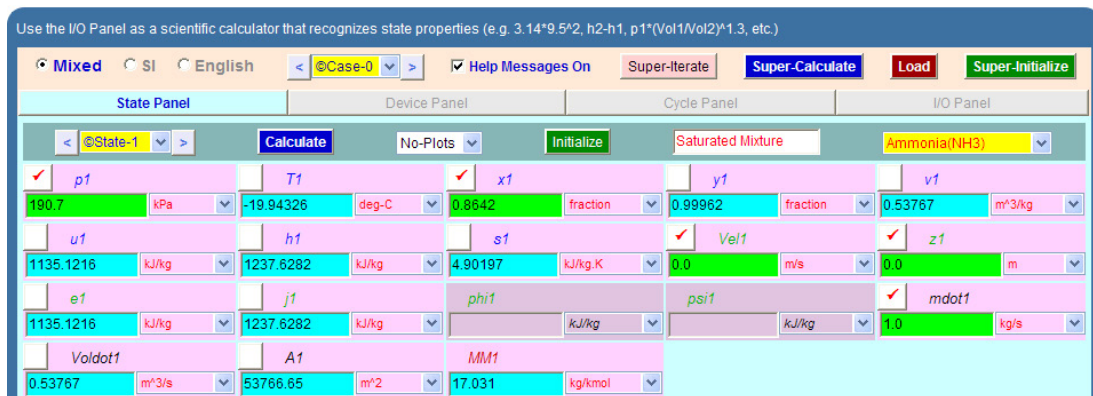 Use the I/O Panel as a scientific calculator that recognizes state properties (e.g. 3.14*9.5^2, h2-h1, p1*(Vol1/Vol2)^1.3, etc.)
Mixed SI English < ©Case-0 > Help Messages On Super-Iterate Super-Calculate Load Super-Initialize
State Panel Device Panel Cycle Panel I/O Panel
< ©State-1 > Calculate No-Plots Initialize Saturated Mixture Ammonia(NH3)
p1 T1 x1 y1 v1
190.7 kPa -19.94326 deg-C 0.8642 fraction 0.99962 fraction 0.53767 m^3/kg
u1 h1 s1 Vel1 z1
1135.1216 kJ/kg 1237.6282 kJ/kg 4.90197 kJ/kg.K 0.0 m/s 0.0 m
e1 j1 phi1 psi1 mdot1
1135.1216 kJ/kg 1237.6282 kJ/kg kJ/kg kJ/kg 1.0 kg/s
Voldot1 A1 MM1
0.53767 m^3/s 53766.65 m^2 17.031 kg/kmol